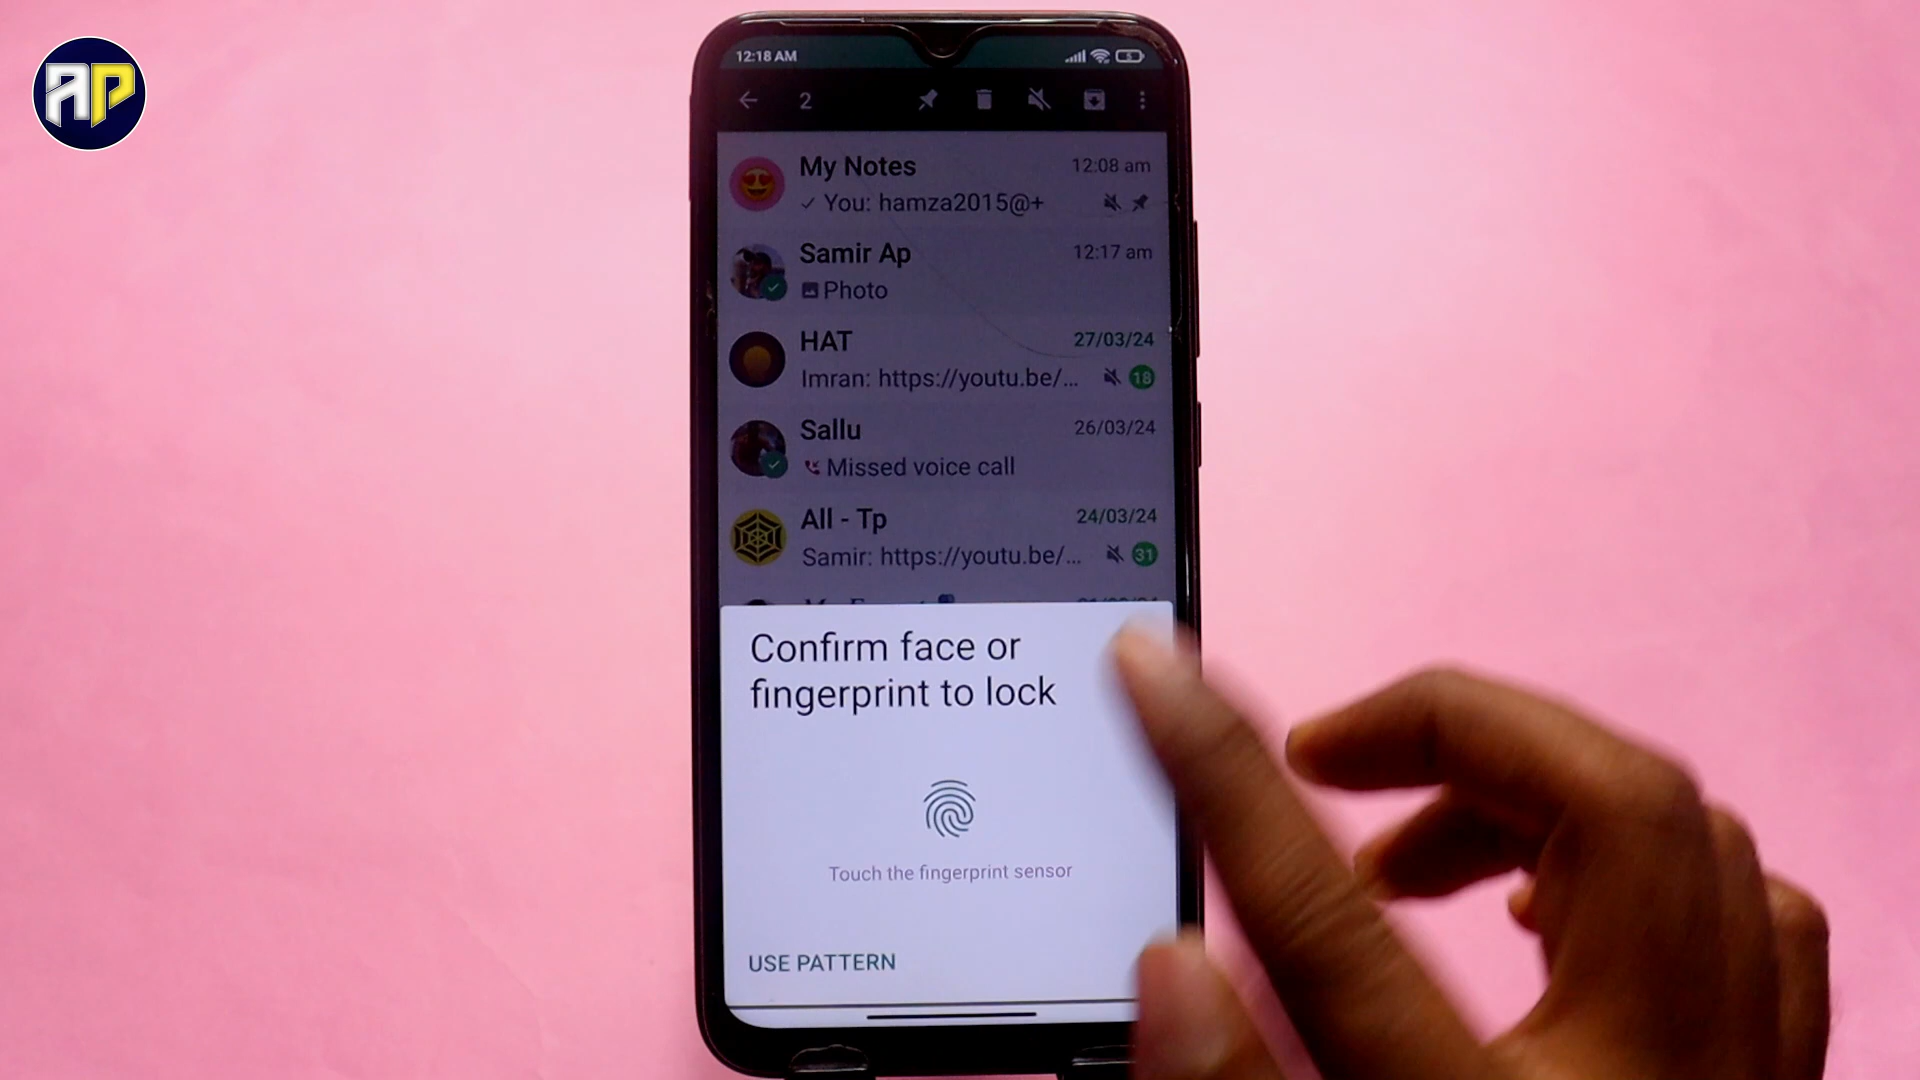 AP
12:18 AM
5
2
My Notes
12:08 am
You: hamza2015@+
Samir Ap
12:17 am
Photo
HAT
27/03/24
Imran: https://youtu.be/...
18
Sallu
26/03/24
Missed voice call
All - Tp
24/03/24
Samir: https://youtu.be/...
31
Confirm face or
fingerprint to lock
Touch the fingerprint sensor
USE PATTERN